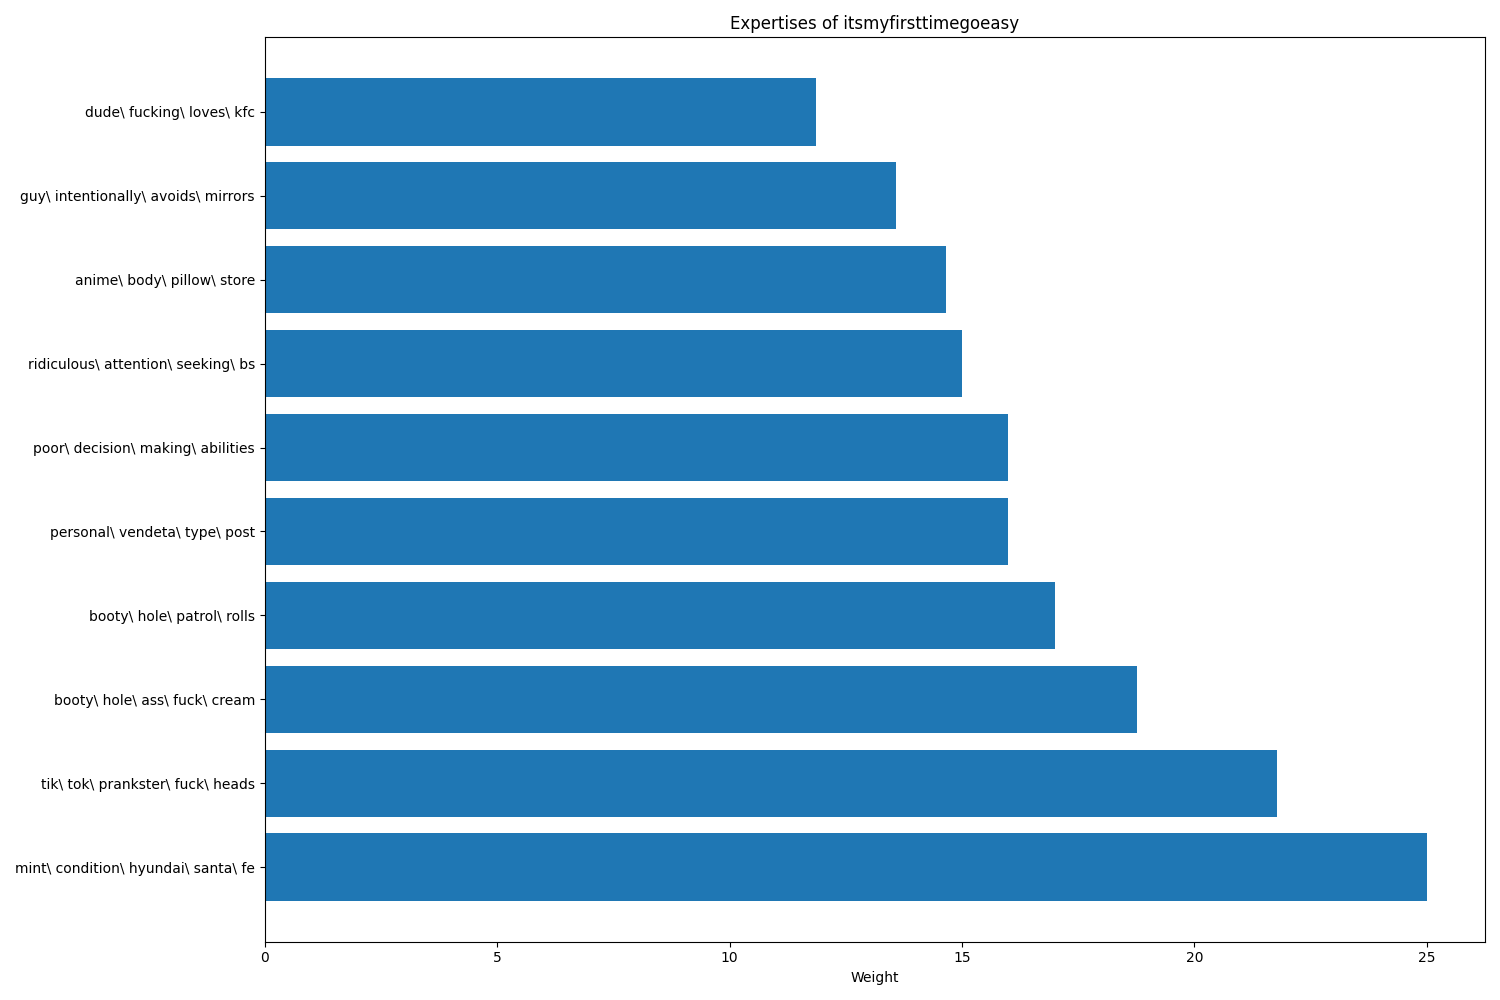 Expertises of itsmyfirsttimegoeasy
dude\ fucking\ loves\ kfc
guy\ intentionally\ avoids\ mirrors
anime\ body\ pillow\ store
ridiculous\ attention\ seeking\ bs
poor\ decision\ making\ abilities
personal\ vendeta\ type\ post
booty\ hole\ patrol\ rolls
booty\ hole\ ass\ fuck\ cream
tik\ tok\ prankster\ fuck\ heads
mint\ condition\ hyundai\ santa\ fe
0 5 10 15 20 25
Weight